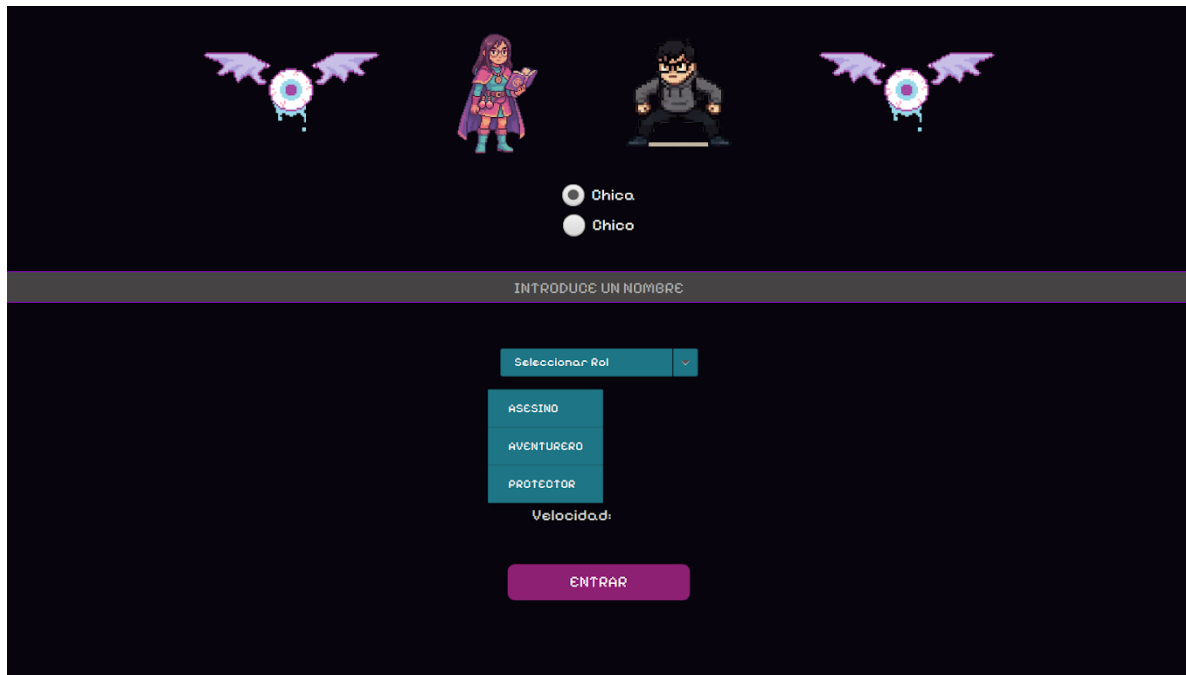 Chica
Chico
INTRODUCE UN NOMBRE
Seleccionar Rol
ASESINO
AVENTURERO
PROTECTOR
Velocidad:
ENTRAR